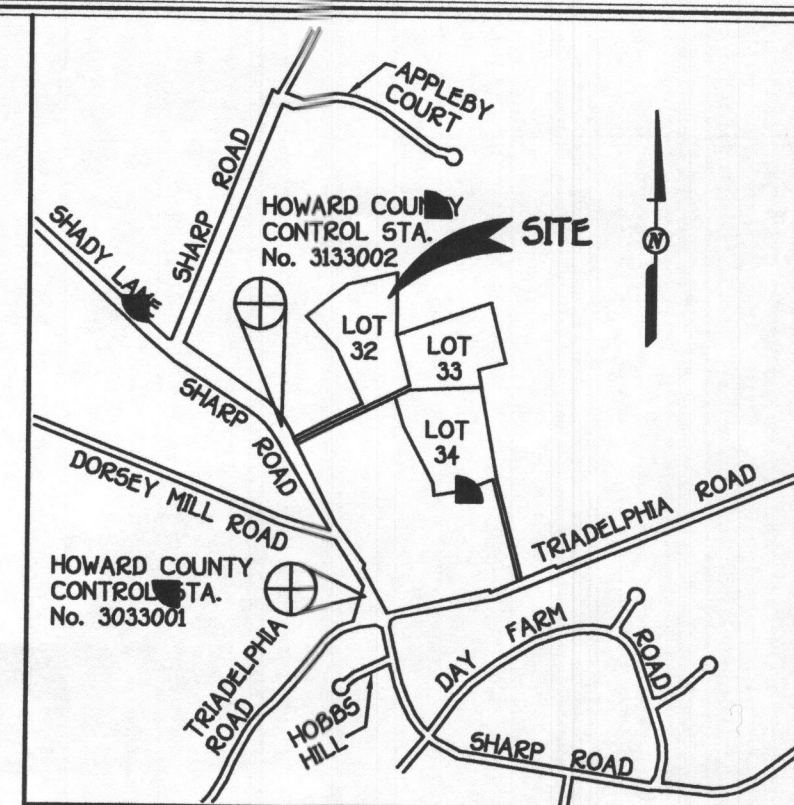 APPLEBY
COURT
SHARP ROAD
HOWARD COUNTY
CONTROL STA.
No. 3133002
SITE
SHADY LANE
N
LOT
32
LOT
33
SHARP ROAD
LOT
34
DORSEY MILL ROAD
TRIADELPHIA ROAD
HOWARD COUNTY
CONTROL STA.
No. 3033001
TRIADELPHIA
ROAD
DAY FARM ROAD
HOBBS
HILL
SHARP ROAD